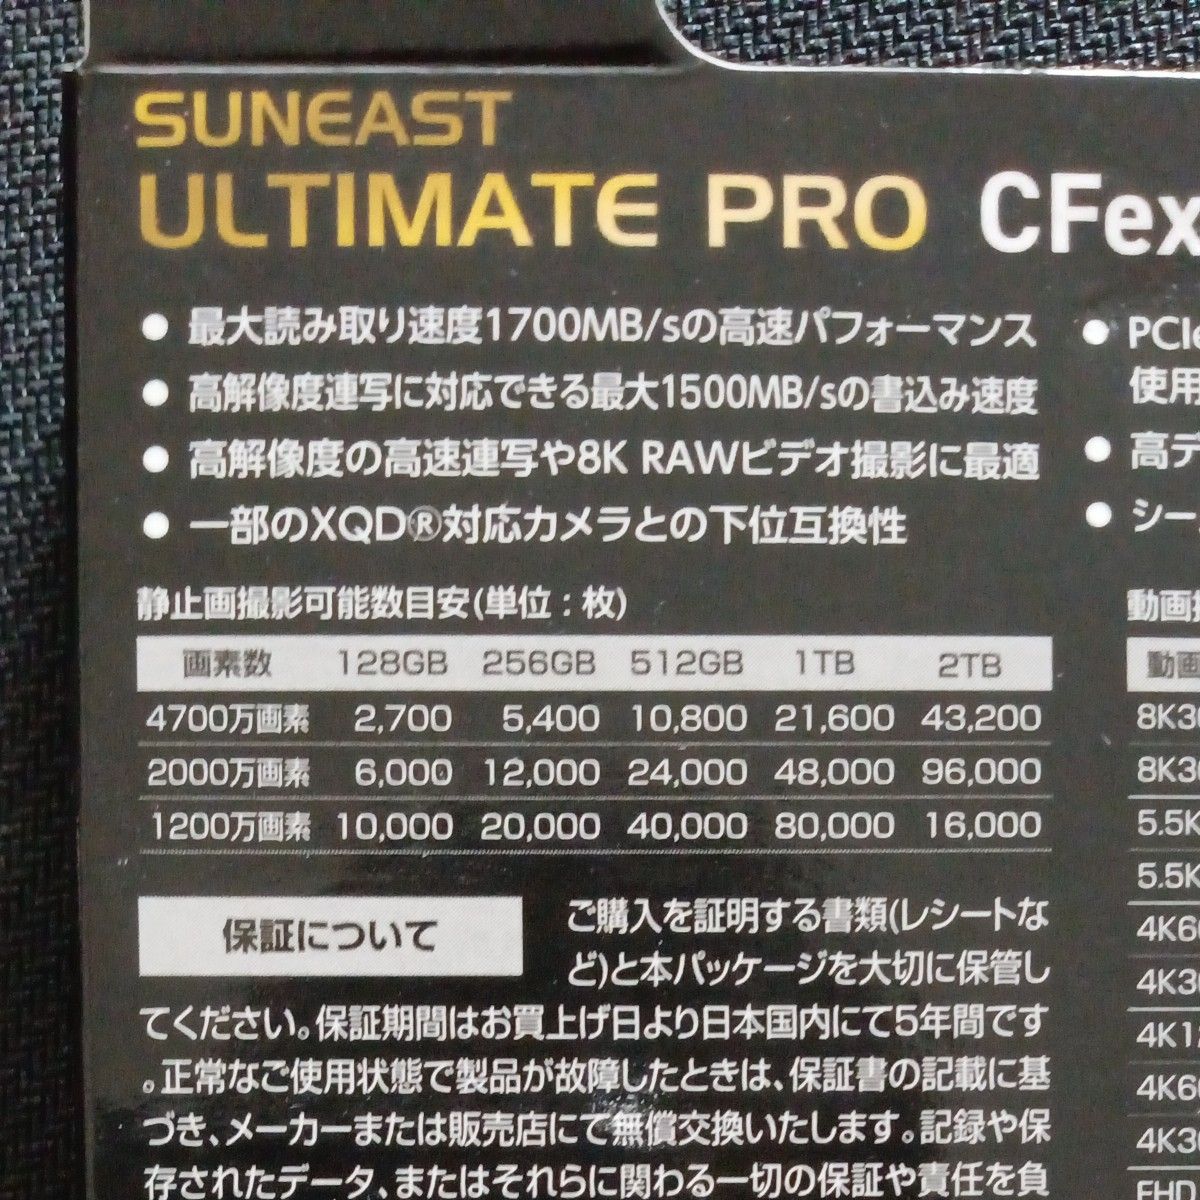 SUNEAST
ULTIMATE PRO CFex
● 最大読み取り速度1700MB/sの高速パフォーマンス
● 高解像度連写に対応できる最大1500MB/sの書込み速度
● 高解像度の高速連写や8K RAWビデオ撮影に最適
● 一部のXQD®対応カメラとの下位互換性
静止画撮影可能数目安(単位：枚)
画素数 128GB 256GB 512GB 1TB 2TB
4700万画素 2,700 5,400 10,800 21,600 43,200
2000万画素 6,000 12,000 24,000 48,000 96,000
1200万画素 10,000 20,000 40,000 80,000 16,000
保証について
ご購入を証明する書類(レシートな
ど)と本パッケージを大切に保管し
てください。保証期間はお買上げ日より日本国内にて5年間です
。正常なご使用状態で製品が故障したときは、保証書の記載に基
づき、メーカーまたは販売店にて無償交換いたします。記録や保
存されたデータ、またはそれらに関わる一切の保証や責任を負
● PCIe
使用
● 高デ
● シー
動画撮
動画
8K3
8K3
5.5K
5.5K
4K6
4K3
4K1
4K6
4K3
FHD